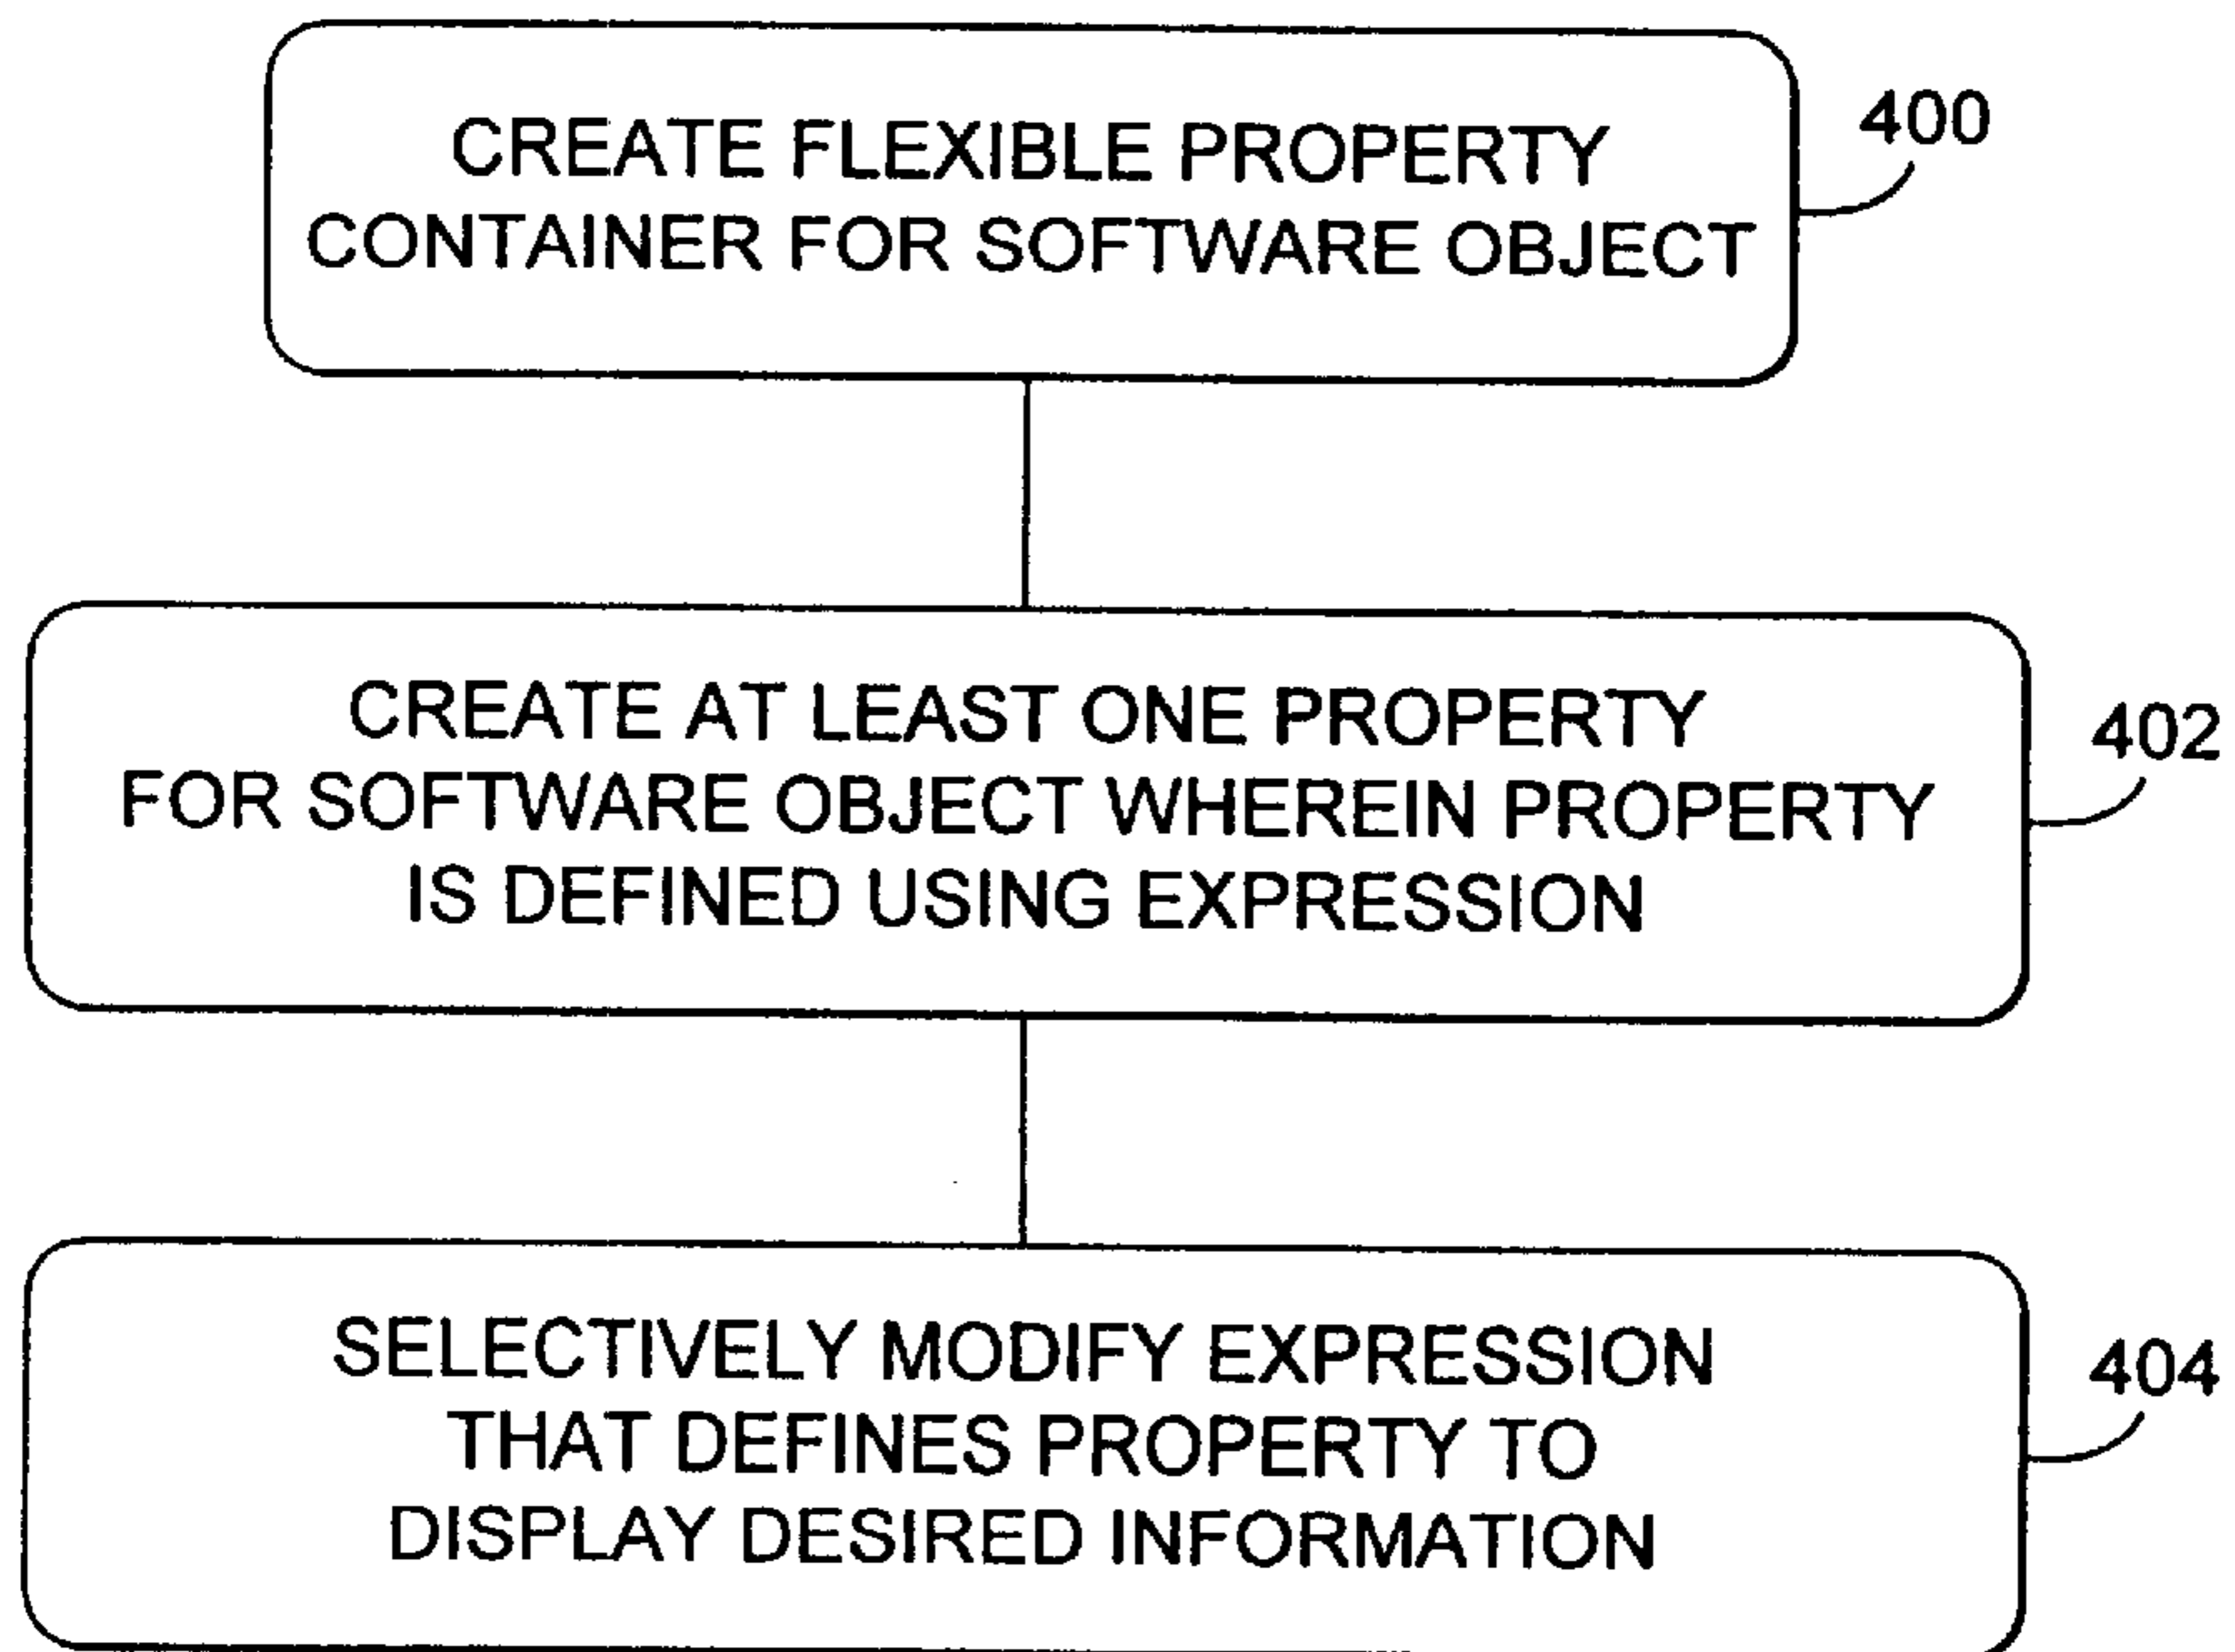 CREATE FLEXIBLE PROPERTY
CONTAINER FOR SOFTWARE OBJECT
400
CREATE AT LEAST ONE PROPERTY
FOR SOFTWARE OBJECT WHEREIN PROPERTY
IS DEFINED USING EXPRESSION
402
SELECTIVELY MODIFY EXPRESSION
THAT DEFINES PROPERTY TO
DISPLAY DESIRED INFORMATION
404